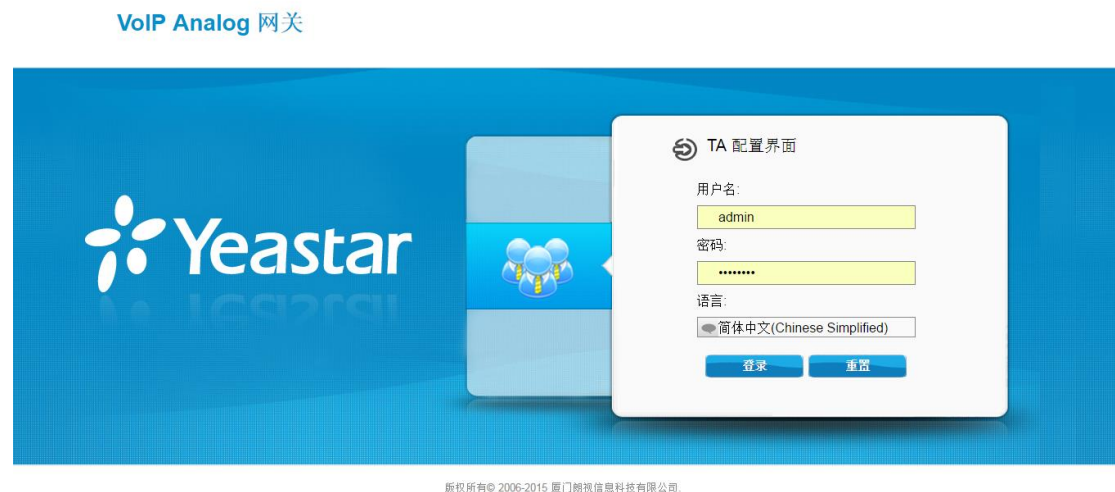 VoIP Analog 网关
Yeastar
TA 配置界面
用户名:
admin
密码:
••••••••
语言:
简体中文(Chinese Simplified)
登录 重置
版权所有© 2006-2015 厦门朗视信息科技有限公司.